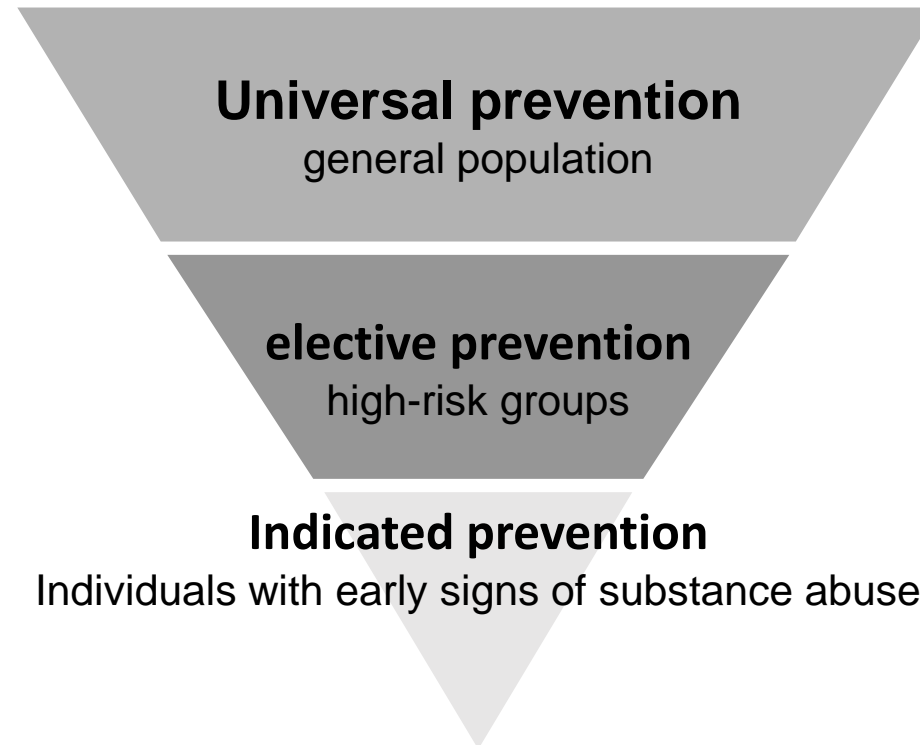 Universal prevention
general population
elective prevention
high-risk groups
Indicated prevention
Individuals with early signs of substance abuse